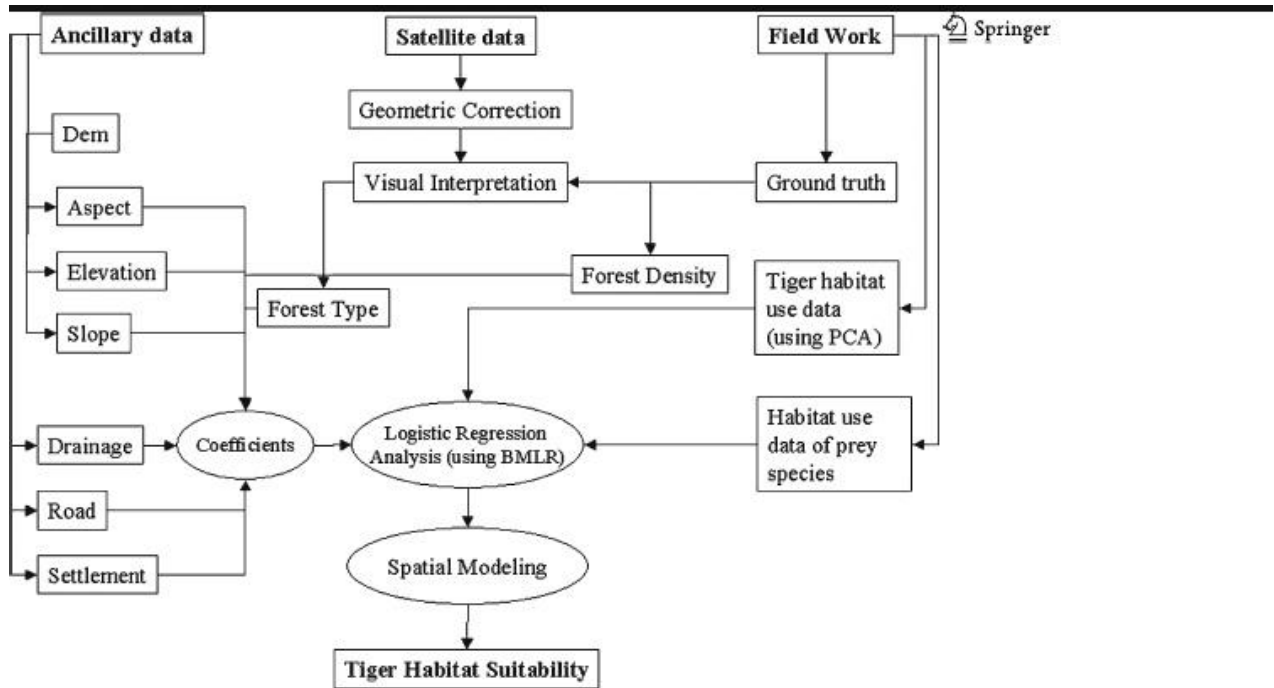 Ancillary data
Satellite data
Field Work
Springer
Geometric Correction
Dem
Visual Interpretation
Ground truth
Aspect
Elevation
Forest Density
Tiger habitat
use data
(using PCA)
Forest Type
Slope
Drainage
Coefficients
Logistic Regression
Analysis (using BMLR)
Habitat use
data of prey
species
Road
Spatial Modeling
Settlement
Tiger Habitat Suitability